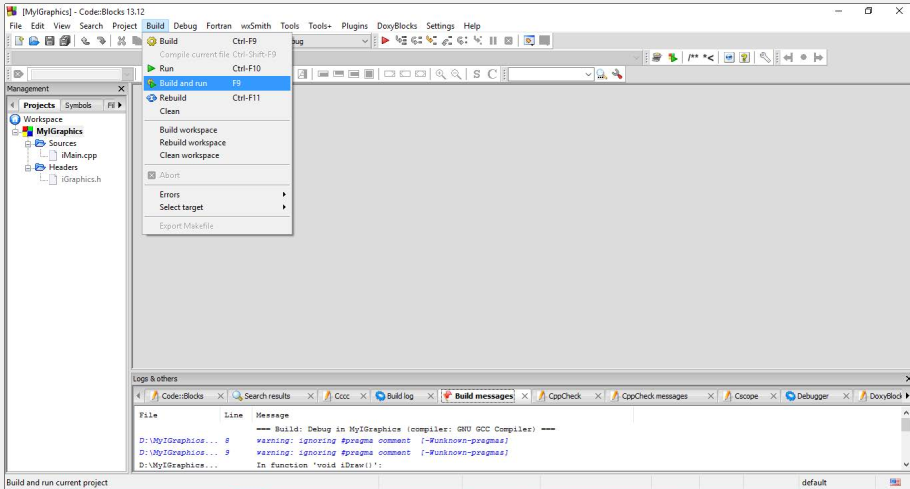 [MyIGraphics] - Code::Blocks 13.12
File Edit View Search Project Build Debug Fortran wxSmith Tools Tools+ Plugins DoxyBlocks Settings Help
Build Ctrl-F9
Compile current file Ctrl-Shift-F9
Run Ctrl-F10
Build and run F9
Rebuild Ctrl-F11
Clean
Build workspace
Rebuild workspace
Clean workspace
Abort
Errors
Select target
Export Makefile
/** *<
S C
Management
Projects Symbols Fil
Workspace
MyIGraphics
Sources
iMain.cpp
Headers
iGraphics.h
Logs & others
Code::Blocks Search results Cccc Build log Build messages CppCheck CppCheck messages Cscope Debugger DoxyBlock
File Line Message
=== Build: Debug in MyIGraphics (compiler: GNU GCC Compiler) ===
D:\MyIGraphics... 8 warning: ignoring #pragma comment [-Wunknown-pragmas]
D:\MyIGraphics... 9 warning: ignoring #pragma comment [-Wunknown-pragmas]
D:\MyIGraphics... In function 'void iDraw()':
Build and run current project default